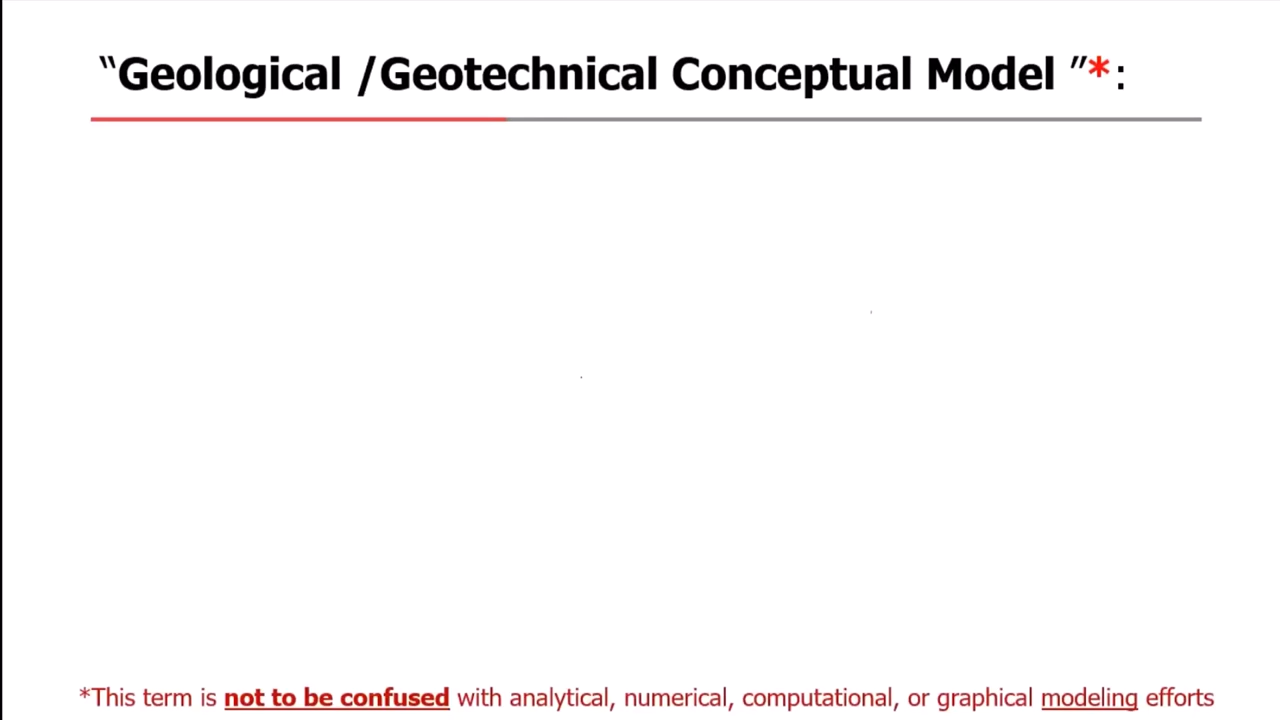 “Geological /Geotechnical Conceptual Model ”*:
*This term is not to be confused with analytical, numerical, computational, or graphical modeling efforts